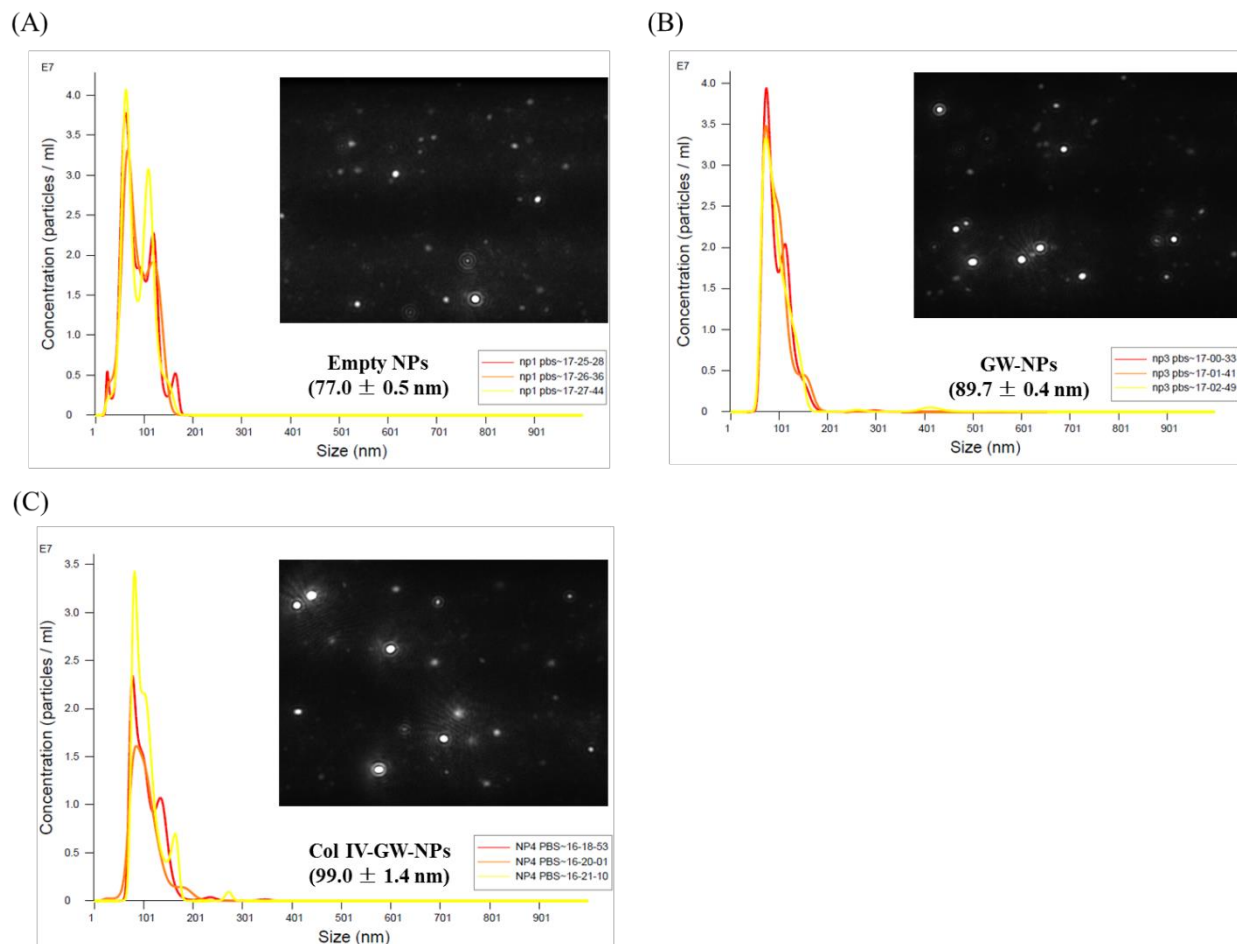 (A)
E7
Concentration (particles / ml)
4.0
3.5
3.0
2.5
2.0
1.5
1.0
0.5
0
1 101 201 301 401 501 601 701 801 901
Size (nm)
Empty NPs
(77.0 ± 0.5 nm)
np1 pbs~17-25-28
np1 pbs~17-26-36
np1 pbs~17-27-44
(B)
E7
Concentration (particles / ml)
4.0
3.5
3.0
2.5
2.0
1.5
1.0
0.5
0
1 101 201 301 401 501 601 701 801 901
Size (nm)
GW-NPs
(89.7 ± 0.4 nm)
np3 pbs~17-00-33
np3 pbs~17-01-41
np3 pbs~17-02-49
(C)
E7
Concentration (particles / ml)
3.5
3.0
2.5
2.0
1.5
1.0
0.5
0
1 101 201 301 401 501 601 701 801 901
Size (nm)
Col IV-GW-NPs
(99.0 ± 1.4 nm)
NP4 PBS~16-18-53
NP4 PBS~16-20-01
NP4 PBS~16-21-10